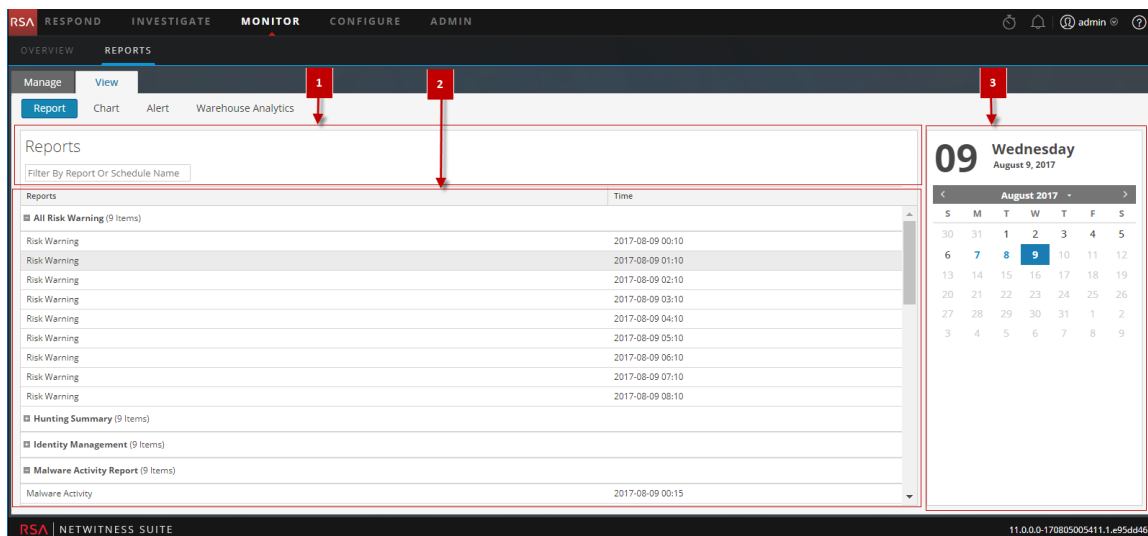 RSA RESPOND INVESTIGATE MONITOR CONFIGURE ADMIN admin ?
OVERVIEW REPORTS
Manage View
1
2
3
Report Chart Alert Warehouse Analytics
Reports
Filter By Report Or Schedule Name
Reports Time
All Risk Warning (9 Items)
Risk Warning 2017-08-09 00:10
Risk Warning 2017-08-09 01:10
Risk Warning 2017-08-09 02:10
Risk Warning 2017-08-09 03:10
Risk Warning 2017-08-09 04:10
Risk Warning 2017-08-09 05:10
Risk Warning 2017-08-09 06:10
Risk Warning 2017-08-09 07:10
Risk Warning 2017-08-09 08:10
Hunting Summary (9 Items)
Identity Management (9 Items)
Malware Activity Report (9 Items)
Malware Activity 2017-08-09 00:15
09 Wednesday
August 9, 2017
August 2017
S M T W T F S
30 31 1 2 3 4 5
6 7 8 9 10 11 12
13 14 15 16 17 18 19
20 21 22 23 24 25 26
27 28 29 30 31 1 2
3 4 5 6 7 8 9
RSA NETWITNESS SUITE 11.0.0.0-170805005411.1.e95dd46